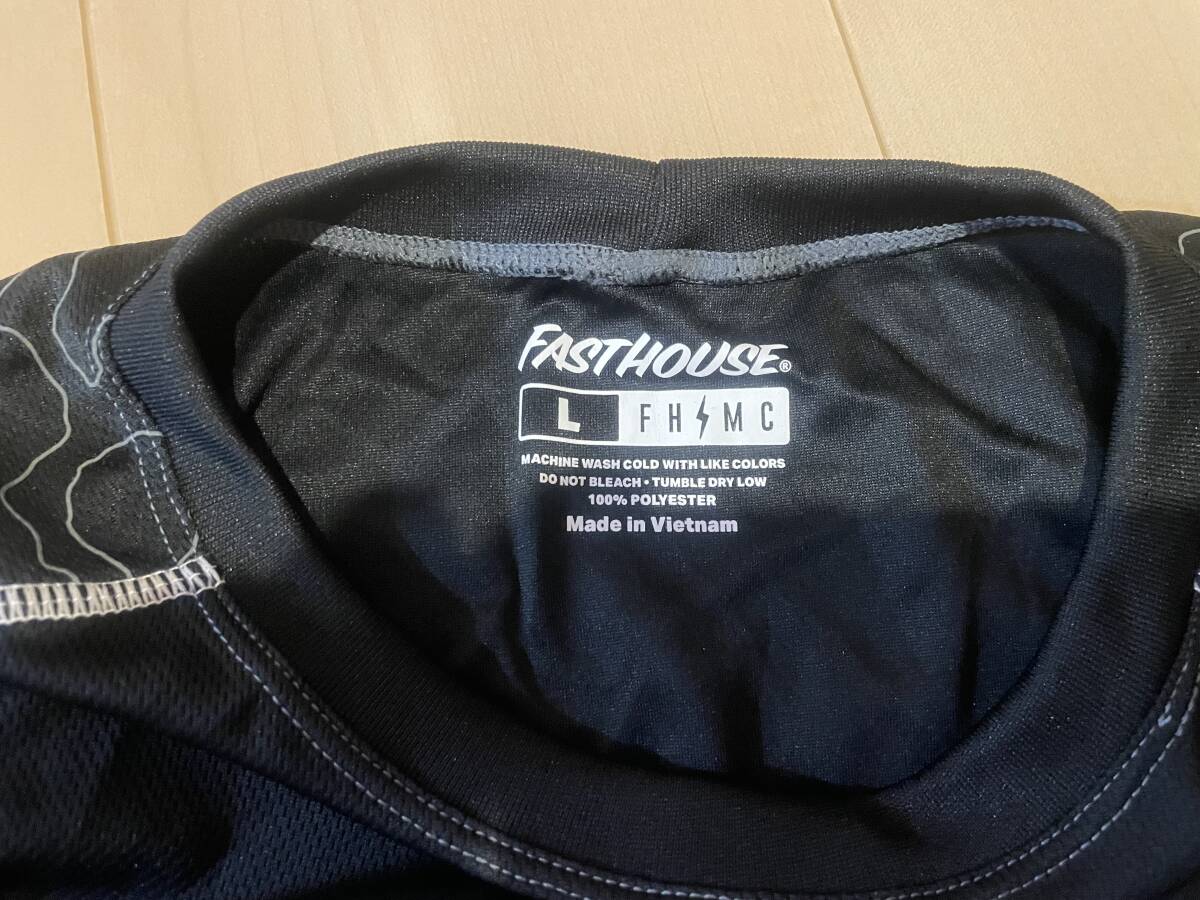 FASTHOUSE®
L FH⚡MC
MACHINE WASH COLD WITH LIKE COLORS
DO NOT BLEACH • TUMBLE DRY LOW
100% POLYESTER
Made in Vietnam